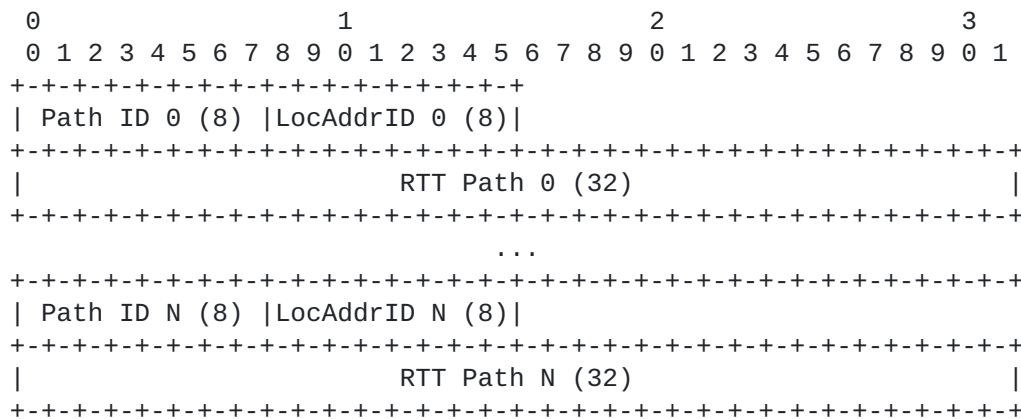 0                   1                   2                   3
 0 1 2 3 4 5 6 7 8 9 0 1 2 3 4 5 6 7 8 9 0 1 2 3 4 5 6 7 8 9 0 1
+-+-+-+-+-+-+-+-+-+-+-+-+-+-+-+-+
| Path ID 0 (8) |LocAddrID 0 (8)|
+-+-+-+-+-+-+-+-+-+-+-+-+-+-+-+-+-+-+-+-+-+-+-+-+-+-+-+-+-+-+-+-+
|                        RTT Path 0 (32)                        |
+-+-+-+-+-+-+-+-+-+-+-+-+-+-+-+-+-+-+-+-+-+-+-+-+-+-+-+-+-+-+-+-+
                               ...
+-+-+-+-+-+-+-+-+-+-+-+-+-+-+-+-+-+-+-+-+-+-+-+-+-+-+-+-+-+-+-+-+
| Path ID N (8) |LocAddrID N (8)|
+-+-+-+-+-+-+-+-+-+-+-+-+-+-+-+-+-+-+-+-+-+-+-+-+-+-+-+-+-+-+-+-+
|                        RTT Path N (32)                        |
+-+-+-+-+-+-+-+-+-+-+-+-+-+-+-+-+-+-+-+-+-+-+-+-+-+-+-+-+-+-+-+-+